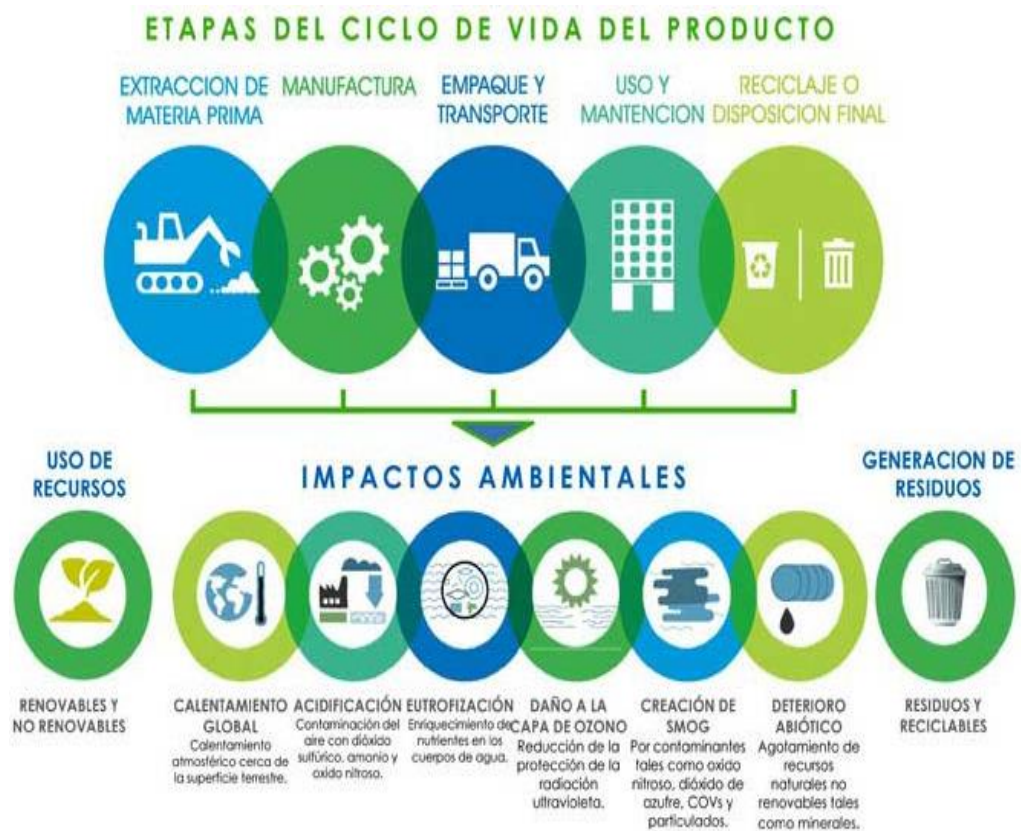 ETAPAS DEL CICLO DE VIDA DEL PRODUCTO
EXTRACCION DE
MATERIA PRIMA
MANUFACTURA
EMPAQUE Y
TRANSPORTE
USO Y
MANTENCION
RECICLAJE O
DISPOSICION FINAL
USO DE
RECURSOS
IMPACTOS AMBIENTALES
GENERACION DE
RESIDUOS
RENOVABLES Y
NO RENOVABLES
CALENTAMIENTO
GLOBAL
Calentamiento
atmosférico cerca de
la superficie terrestre.
ACIDIFICACIÓN
Contaminación del
aire con dióxido
sulfúrico, amonio y
oxido nitroso.
EUTROFIZACIÓN
Enriquecimiento de
nutrientes en los
cuerpos de agua.
DAÑO A LA
CAPA DE OZONO
Reducción de la
protección de la
radiación
ultravioleta.
CREACIÓN DE
SMOG
Por contaminantes
tales como oxido
nitroso, dióxido de
azufre, COVs y
particulados.
DETERIORO
ABIÓTICO
Agotamiento de
recursos
naturales no
renovables tales
como minerales.
RESIDUOS Y
RECICLABLES